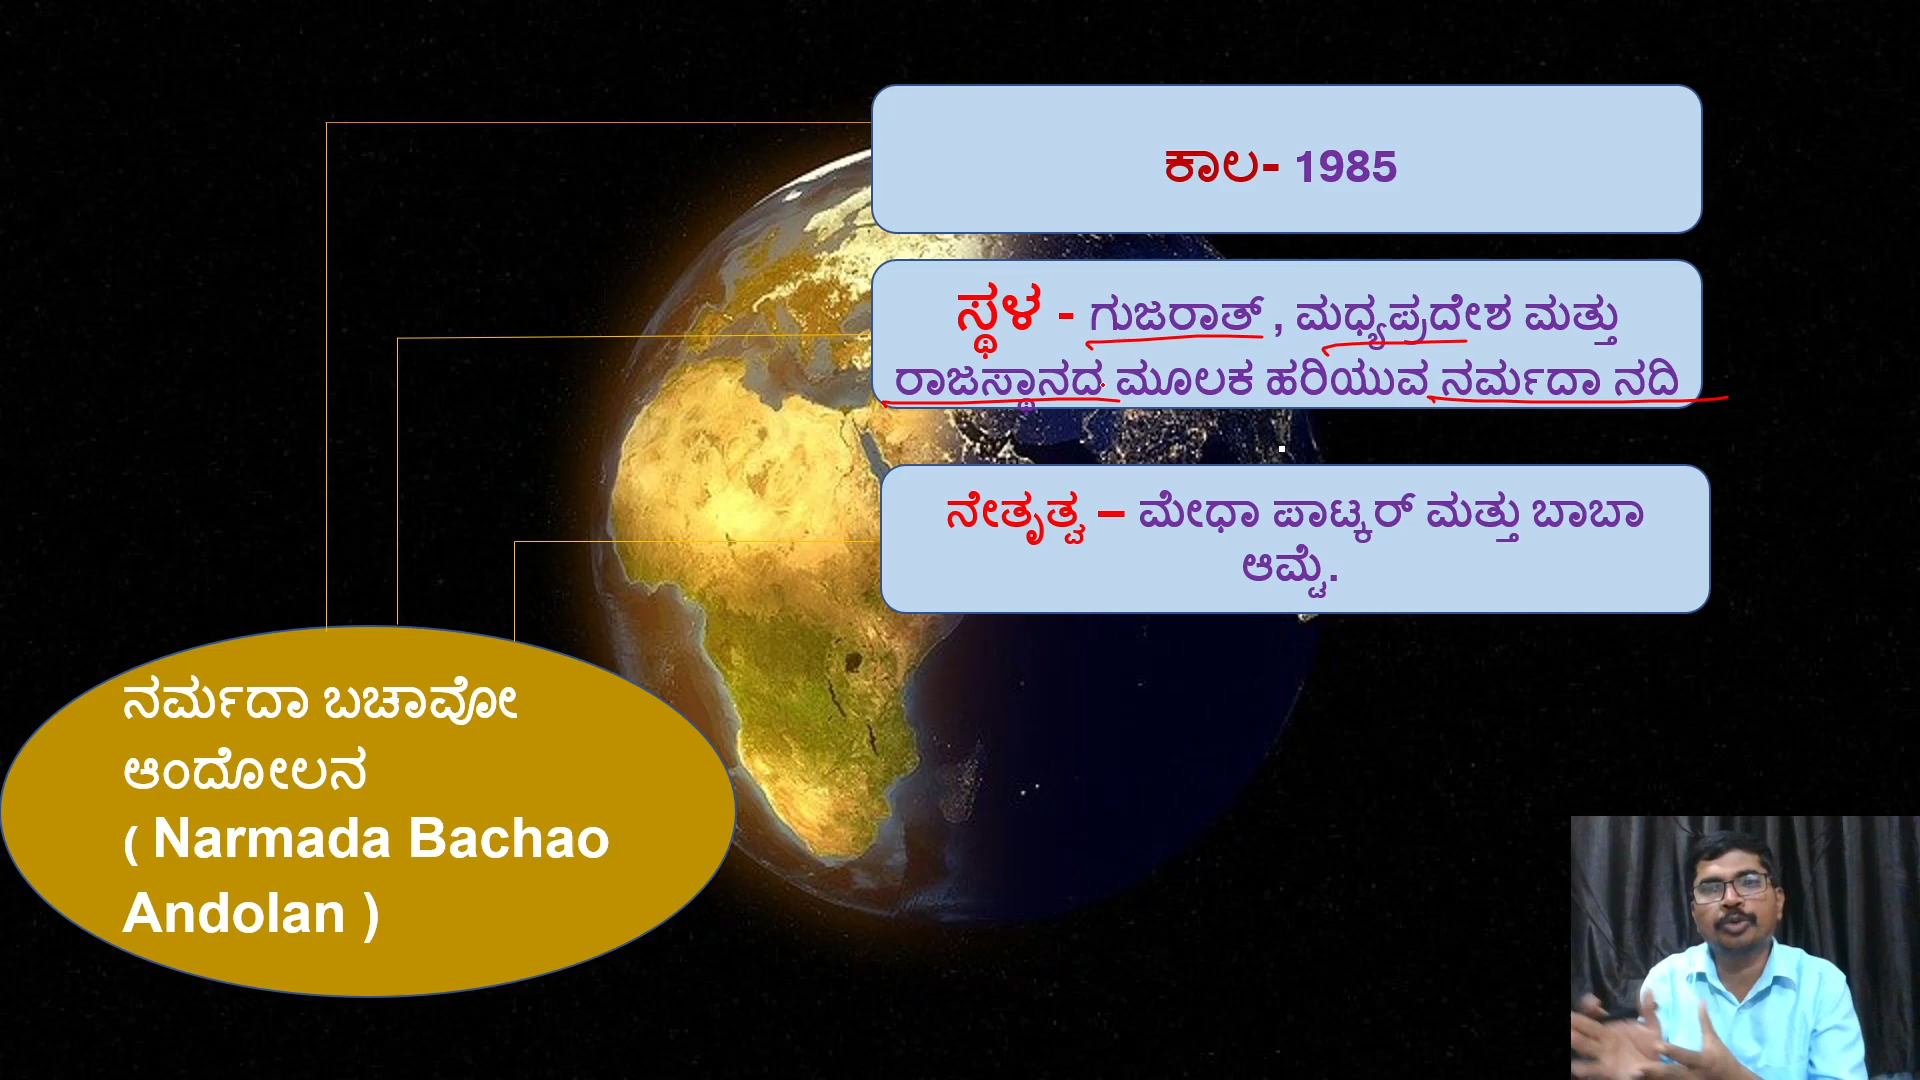 ಕಾಲ- 1985
ಸ್ಥಳ - ಗುಜರಾತ್ , ಮಧ್ಯಪ್ರದೇಶ ಮತ್ತು
ರಾಜಸ್ಥಾನದ ಮೂಲಕ ಹರಿಯುವ ನರ್ಮದಾ ನದಿ
ನೇತೃತ್ವ – ಮೇಧಾ ಪಾಟ್ಕರ್ ಮತ್ತು ಬಾಬಾ
ಆಮ್ಟೆ.
ನರ್ಮದಾ ಬಚಾವೋ
ಆಂದೋಲನ
( Narmada Bachao
Andolan )